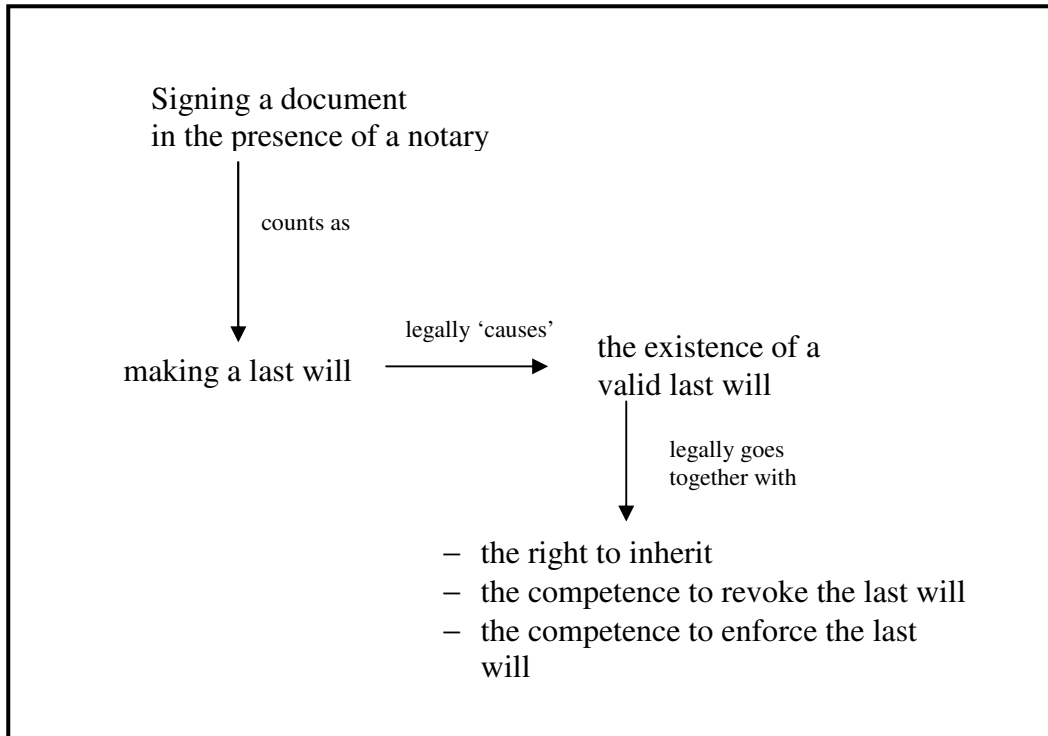 Signing a document
in the presence of a notary
counts as
legally ‘causes’
making a last will
the existence of a
valid last will
legally goes
together with
– the right to inherit
– the competence to revoke the last will
– the competence to enforce the last
will